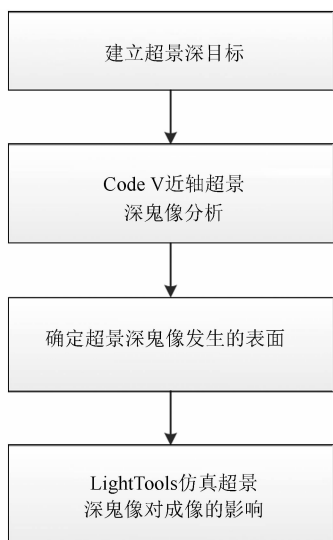 建立超景深目标
Code V近轴超景
深鬼像分析
确定超景深鬼像发生的表面
LightTools仿真超景
深鬼像对成像的影响